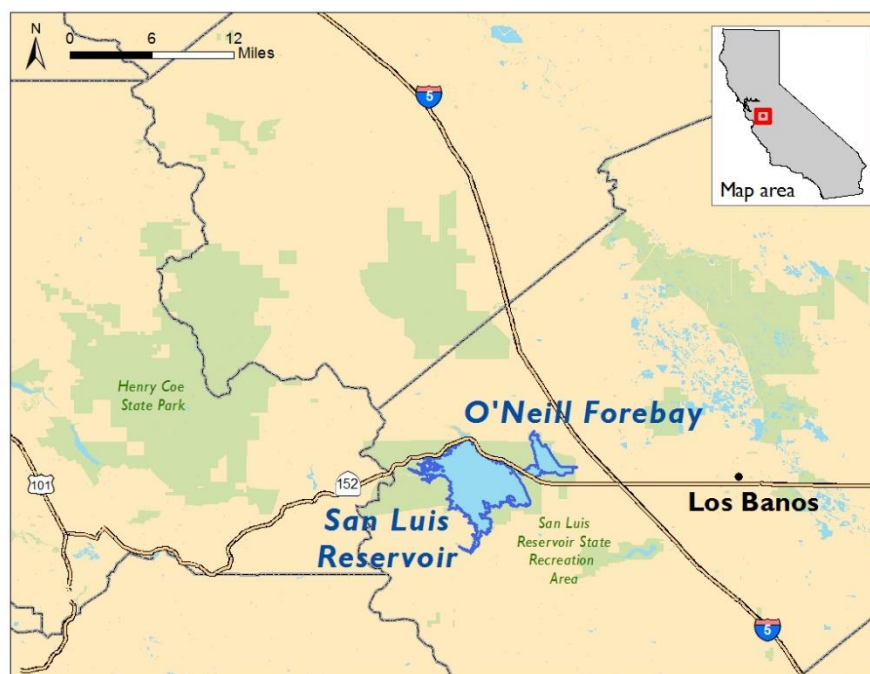 N
0 6 12
Miles
5
Map area
Henry Coe
State Park
O'Neill Forebay
101
152
Los Banos
San Luis
Reservoir
San Luis
Reservoir State
Recreation
Area
5